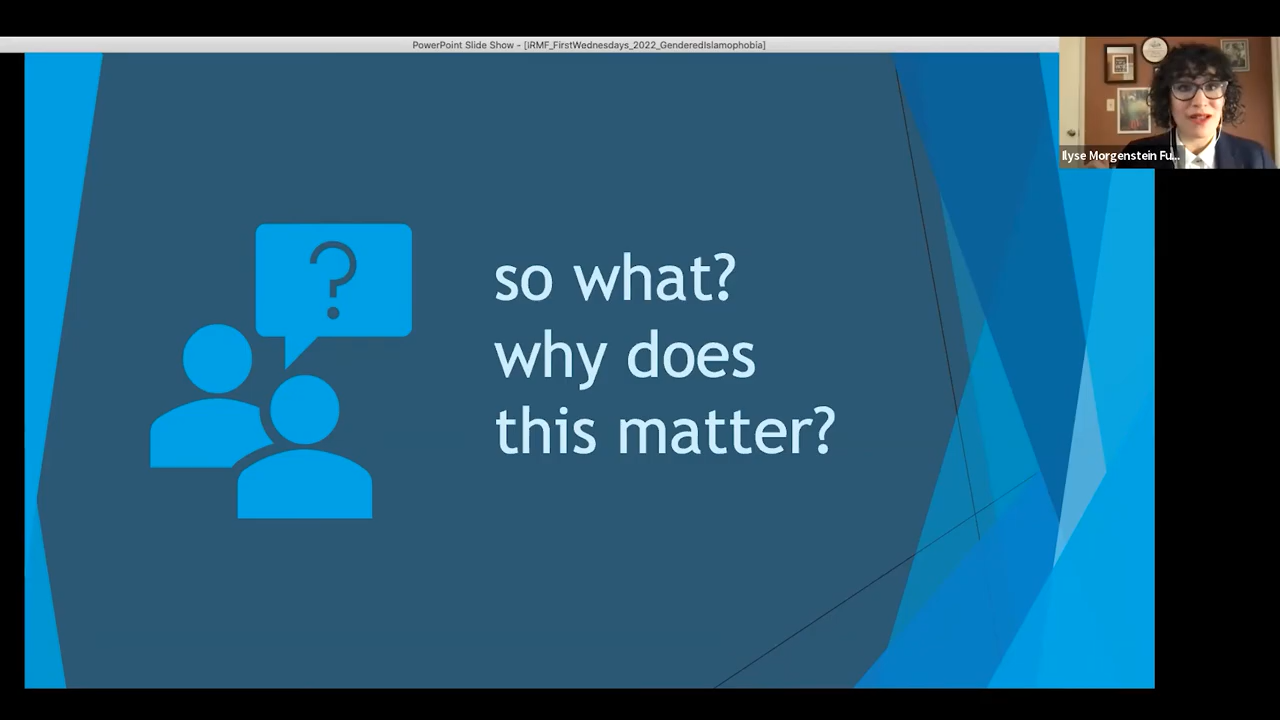 PowerPoint Slide Show - [iRMF_FirstWednesdays_2022_GenderedIslamophobia]
Ilyse Morgenstein Fu...
?
so what?
why does
this matter?